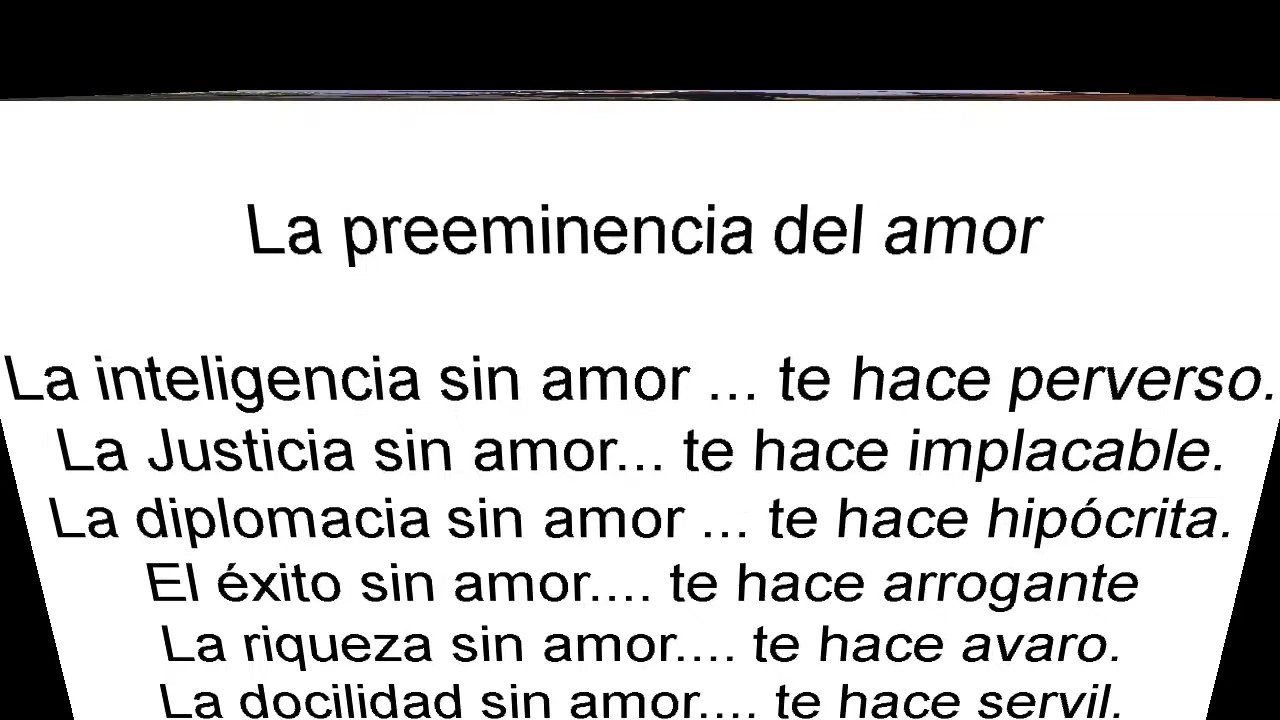 La preeminencia del amor
La inteligencia sin amor ... te hace perverso.
La Justicia sin amor... te hace implacable.
La diplomacia sin amor ... te hace hipócrita.
El éxito sin amor.... te hace arrogante
La riqueza sin amor.... te hace avaro.
La docilidad sin amor.... te hace servil.